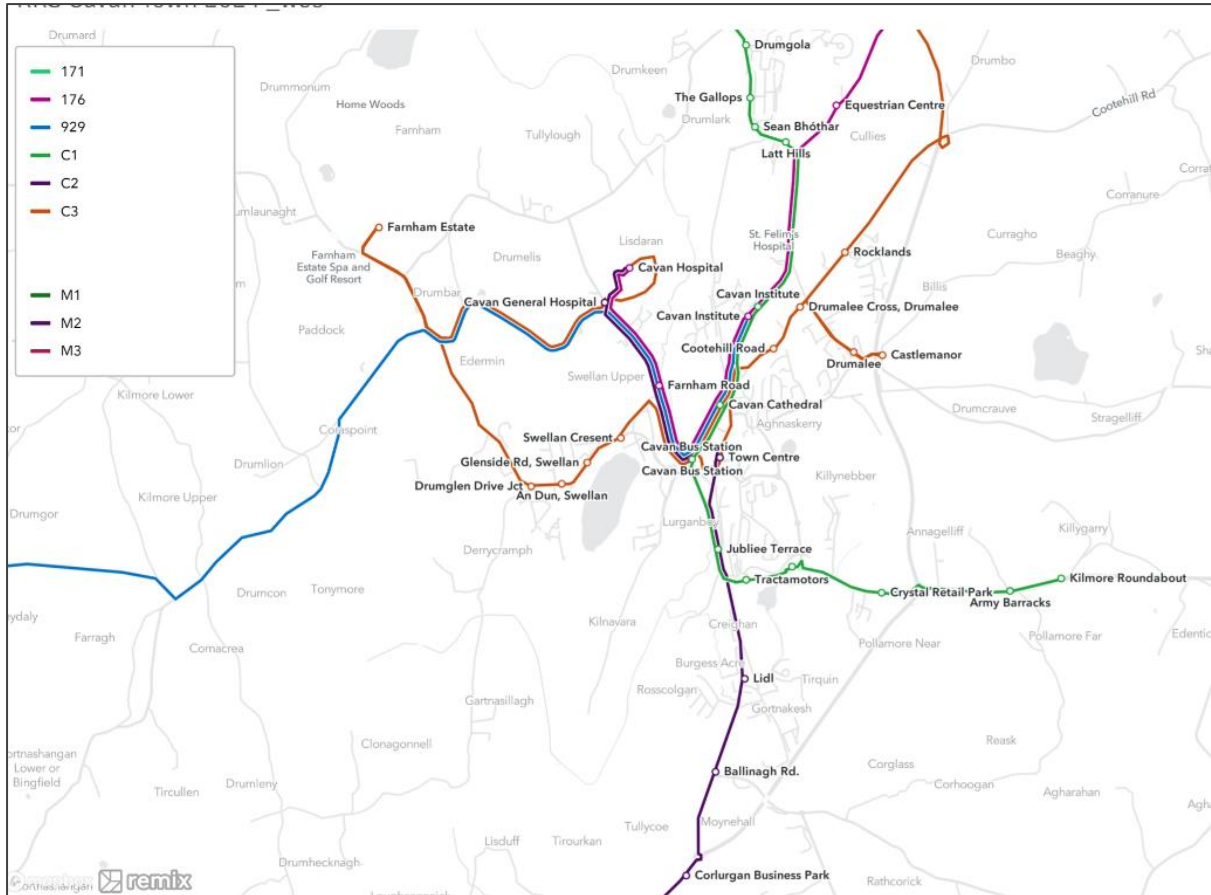 171
176
929
C1
C2
C3
M1
M2
M3
Drumard
Drummonum
Home Woods
Farnham
Drumkeen
Drumgola
Drumbo
The Gallops
Equestrian Centre
Cootehill Rd
Drumlark
Tullylough
Sean Bhóthar
Cullies
Latt Hills
Corranure
Farnham Estate
Lisdaran
St. Felim's
Hospital
Curragho
Farnham
Estate Spa and
Golf Resort
Drumelis
Rocklands
Beaghy
Cavan Hospital
Billis
Drumbar
Cavan General Hospital
Cavan Institute
Cavan Institute
Drumalee Cross, Drumalee
Paddock
Cootehill Road
Castlemanor
Edermin
Drumalee
Swellan Upper
Farnham Road
Kilmore Lower
Cavan Cathedral
Drumcrauve
Stragelliff
Aghnaskerry
Coraspoint
Swellan Cresent
Cavan Bus Station
Town Centre
Drumlion
Glenside Rd, Swellan
Cavan Bus Station
Killynebber
Drumglen Drive Jct
An Dun, Swellan
Kilmore Upper
Drumgor
Lurganboy
Annagelliff
Killygarry
Derrycramph
Jubliee Terrace
Tractamotors
Kilmore Roundabout
Tonymore
Drumcon
Crystal Retail Park
Army Barracks
Kilnavara
Creighan
Farragh
Pollamore Near
Pollamore Far
Comacrea
Burgess Acre
Rosscolgan
Lidl
Tirquin
Gartnasillagh
Gortnakesh
Clonagonnell
Reask
Lower or
Bingfield
Ballinagh Rd.
Corglass
Drumleny
Corhoogan
Agharahan
Tircullen
Tullycoe
Moynehall
Lisduff
Tirourkan
Drumhecknagh
Corlurgan Business Park
Rathcorick
remix